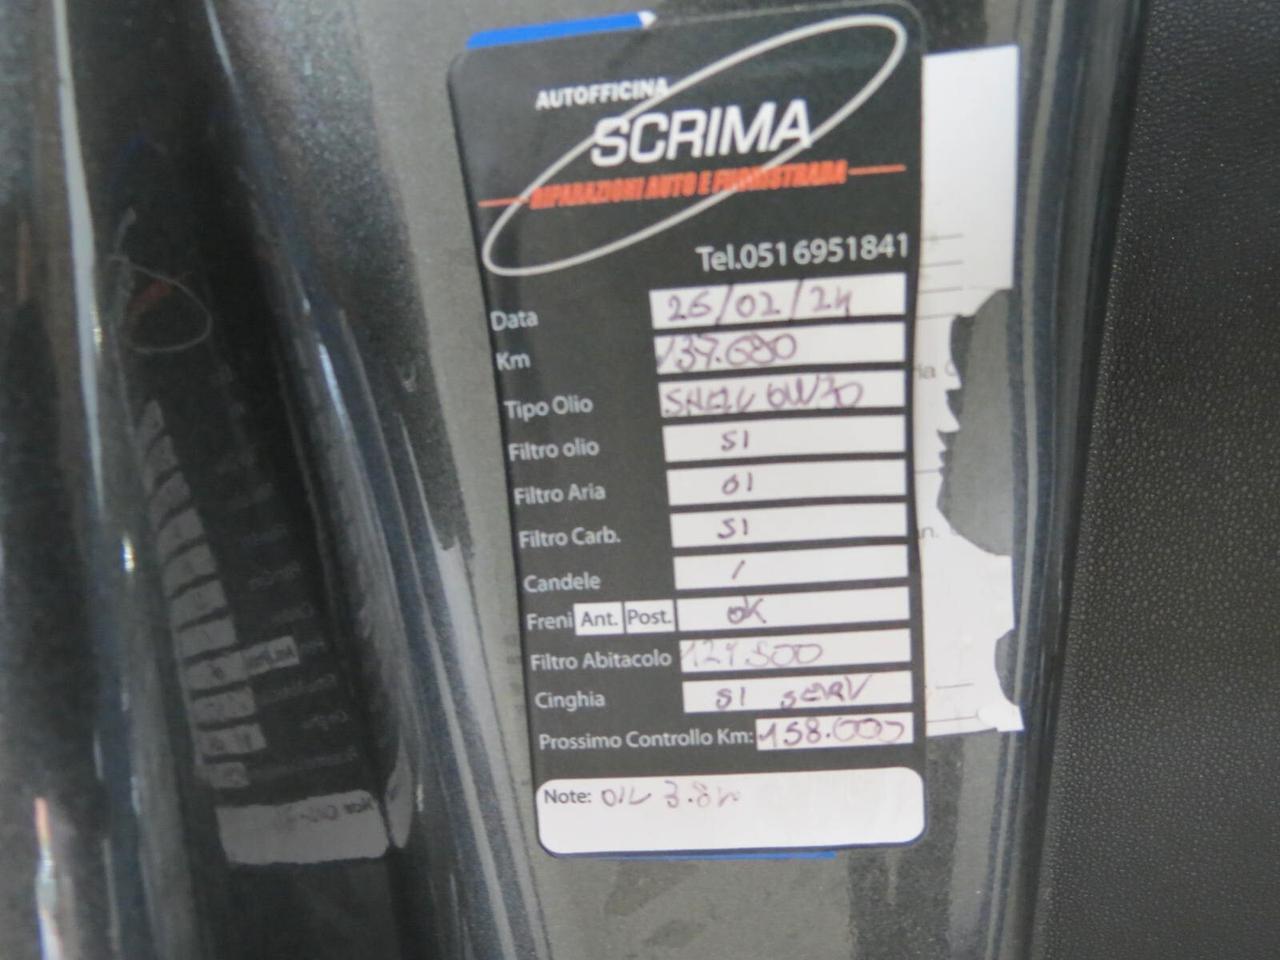 AUTOFFICINA
SCRIMA
RIPARAZIONI AUTO E FUORISTRADA
Tel.051 6951841
Data 26/02/24
Km 137.680
Tipo Olio SHELL 0W30
Filtro olio SI
Filtro Aria SI
Filtro Carb. SI
Candele /
Freni Ant. Post. OK
Filtro Abitacolo 121.500
Cinghia SI SERV
Prossimo Controllo Km: 158.000
Note: OIL 3.8L